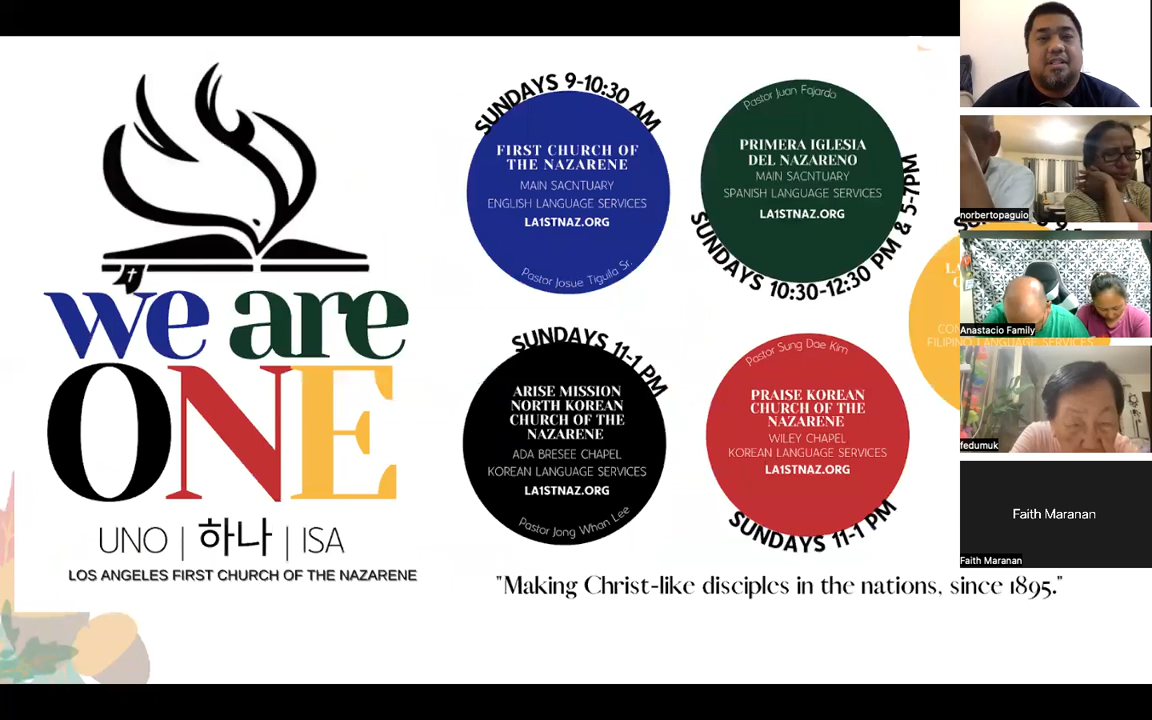 we are
ONE
UNO | 하나 | ISA
LOS ANGELES FIRST CHURCH OF THE NAZARENE
SUNDAYS 9-10:30 AM
FIRST CHURCH OF
THE NAZARENE
MAIN SACNTUARY
ENGLISH LANGUAGE SERVICES
LA1STNAZ.ORG
Pastor Josue Tiguila Sr.
Pastor Juan Fajardo
PRIMERA IGLESIA
DEL NAZARENO
MAIN SACNTUARY
SPANISH LANGUAGE SERVICES
LA1STNAZ.ORG
SUNDAYS 10:30-12:30 PM & 5-7PM
SUNDAYS 11-1 PM
ARISE MISSION
NORTH KOREAN
CHURCH OF THE
NAZARENE
ADA BRESEE CHAPEL
KOREAN LANGUAGE SERVICES
LA1STNAZ.ORG
Pastor Jong Whan Lee
Pastor Sung Dae Kim
PRAISE KOREAN
CHURCH OF THE
NAZARENE
WILEY CHAPEL
KOREAN LANGUAGE SERVICES
LA1STNAZ.ORG
SUNDAYS 11-1 PM
FILIPINO LANGUAGE SERVICES
"Making Christ-like disciples in the nations, since 1895."
norbertopaguio
Anastacio Family
fedumuk
Faith Maranan
Faith Maranan